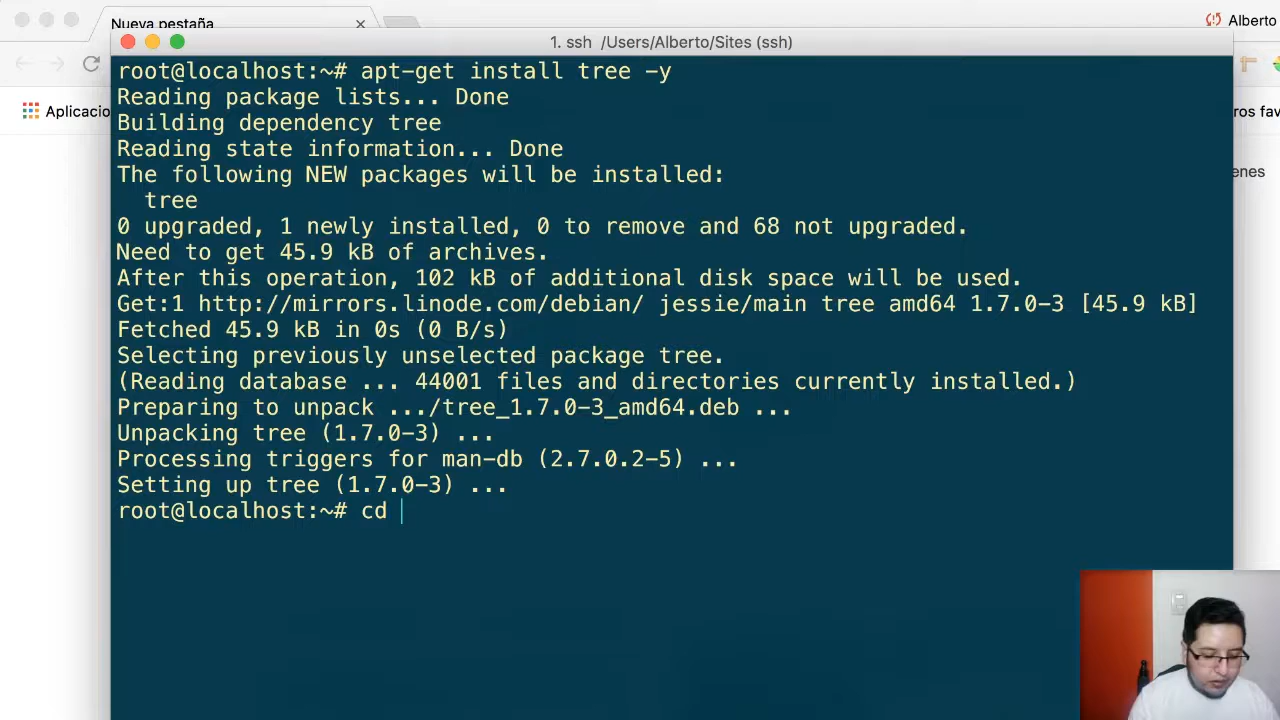 Nueva pestaña
Alberto
1. ssh /Users/Alberto/Sites (ssh)
Aplicacio
ros fav
enes
root@localhost:~# apt-get install tree -y
Reading package lists... Done
Building dependency tree
Reading state information... Done
The following NEW packages will be installed:
tree
0 upgraded, 1 newly installed, 0 to remove and 68 not upgraded.
Need to get 45.9 kB of archives.
After this operation, 102 kB of additional disk space will be used.
Get:1 http://mirrors.linode.com/debian/ jessie/main tree amd64 1.7.0-3 [45.9 kB]
Fetched 45.9 kB in 0s (0 B/s)
Selecting previously unselected package tree.
(Reading database ... 44001 files and directories currently installed.)
Preparing to unpack .../tree_1.7.0-3_amd64.deb ...
Unpacking tree (1.7.0-3) ...
Processing triggers for man-db (2.7.0.2-5) ...
Setting up tree (1.7.0-3) ...
root@localhost:~# cd